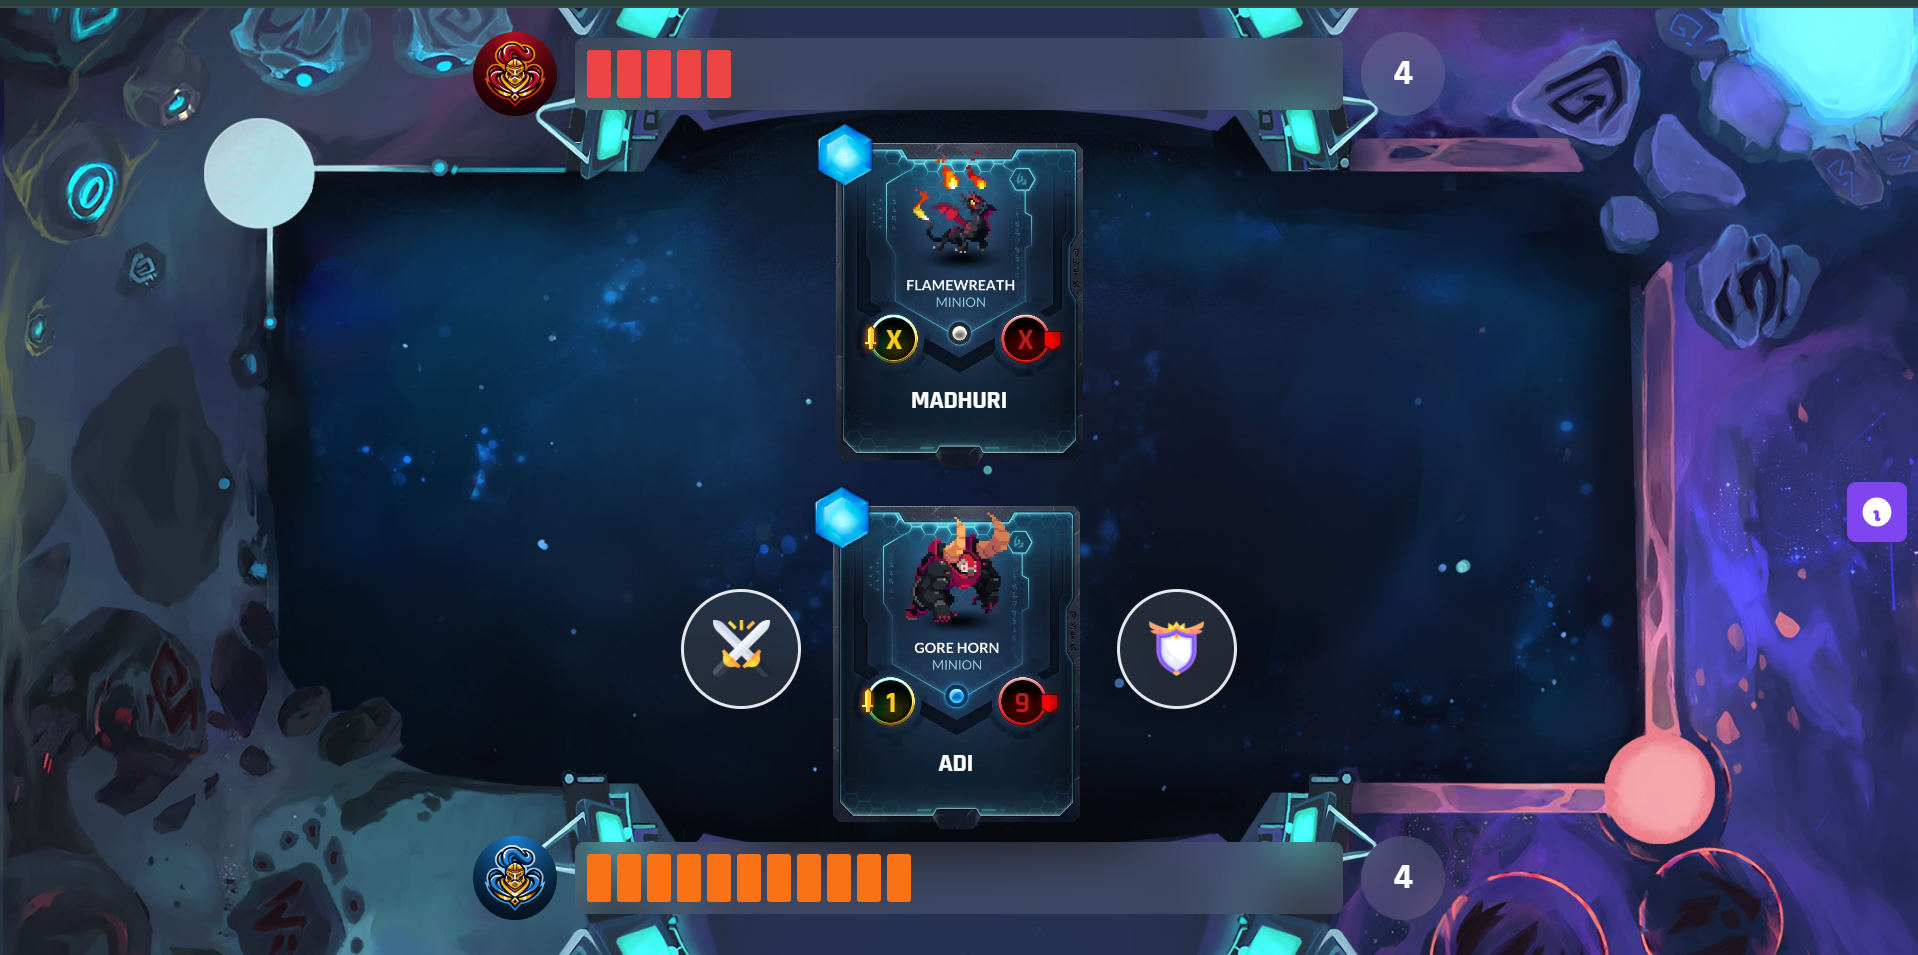 4
FLAMEWREATH
MINION
X X
MADHURI
GORE HORN
MINION
1 9
ADI
4